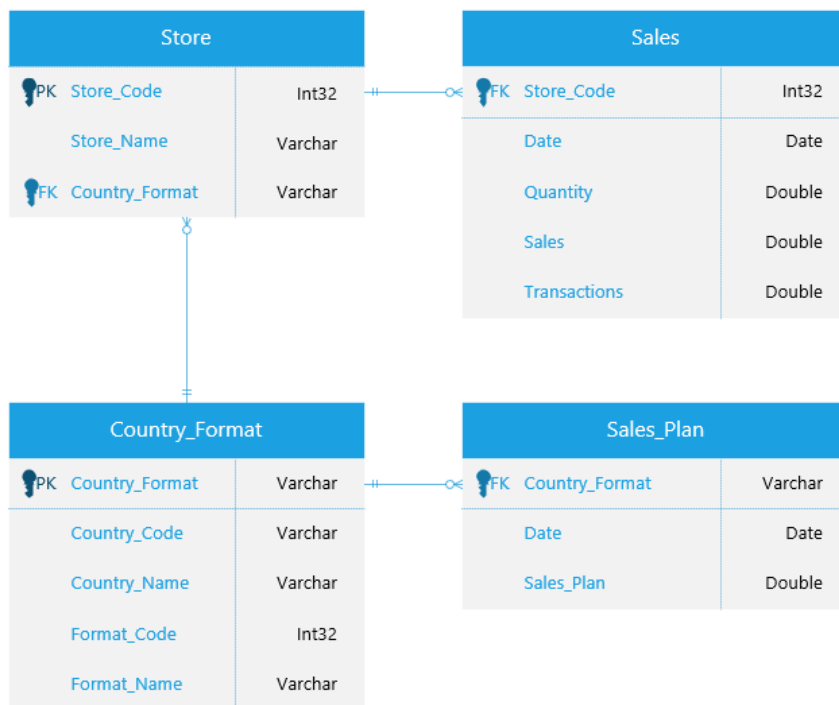 Store
PK Store_Code Int32
Store_Name Varchar
FK Country_Format Varchar
Sales
FK Store_Code Int32
Date Date
Quantity Double
Sales Double
Transactions Double
Country_Format
PK Country_Format Varchar
Country_Code Varchar
Country_Name Varchar
Format_Code Int32
Format_Name Varchar
Sales_Plan
FK Country_Format Varchar
Date Date
Sales_Plan Double